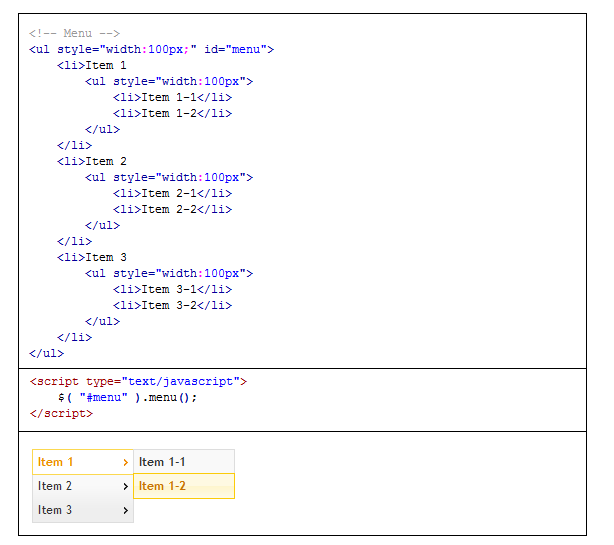 <!-- Menu -->
<ul style="width:100px;" id="menu">
    <li>Item 1
        <ul style="width:100px">
            <li>Item 1-1</li>
            <li>Item 1-2</li>
        </ul>
    </li>
    <li>Item 2
        <ul style="width:100px">
            <li>Item 2-1</li>
            <li>Item 2-2</li>
        </ul>
    </li>
    <li>Item 3
        <ul style="width:100px">
            <li>Item 3-1</li>
            <li>Item 3-2</li>
        </ul>
    </li>
</ul>
<script type="text/javascript">
    $( "#menu" ).menu();
</script>
Item 1 > Item 1-1
Item 2 > Item 1-2
Item 3 >